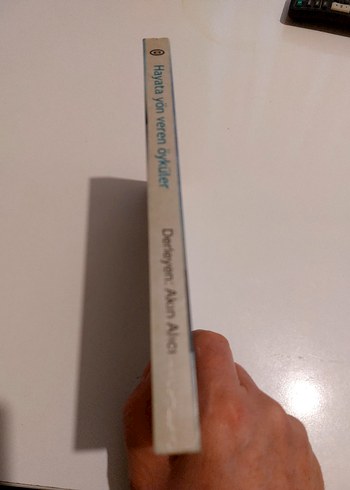 Hayata yön veren öyküler
Derleyen: Akın Alıcı